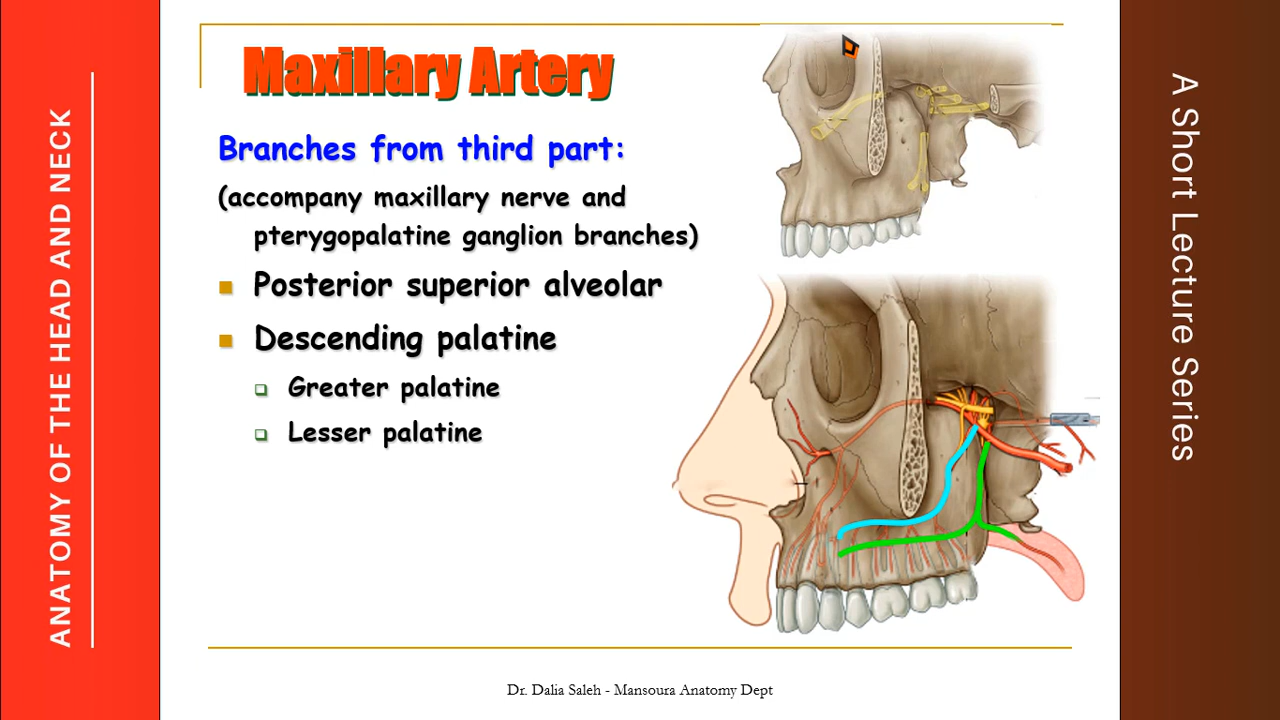 ANATOMY OF THE HEAD AND NECK
Maxillary Artery
Branches from third part:
(accompany maxillary nerve and
pterygopalatine ganglion branches)
Posterior superior alveolar
Descending palatine
Greater palatine
Lesser palatine
Dr. Dalia Saleh - Mansoura Anatomy Dept
A Short Lecture Series